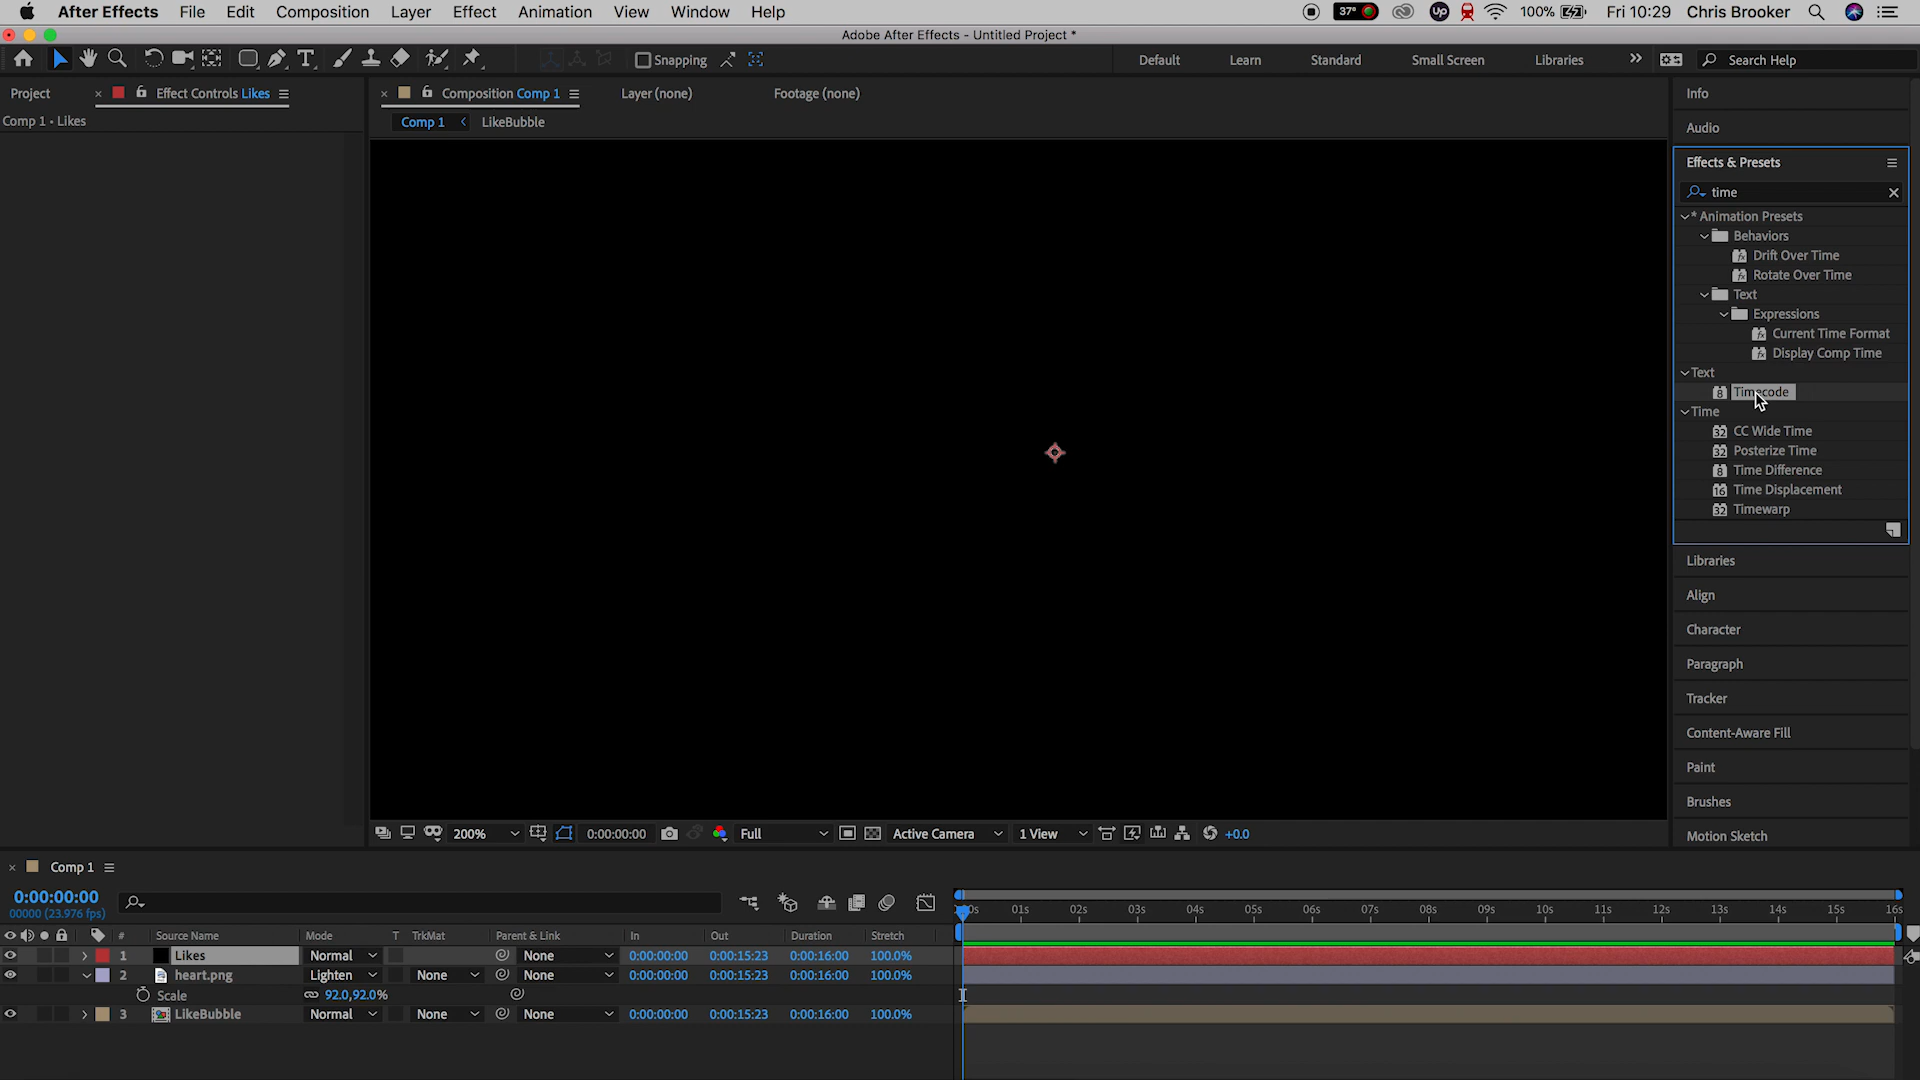 After Effects File Edit Composition Layer Effect Animation View Window Help 37° Up 100% Fri 10:29 Chris Brooker
Adobe After Effects - Untitled Project *
Snapping Default Learn Standard Small Screen Libraries Search Help
Project Effect Controls Likes Composition Comp 1 Layer (none) Footage (none) Info
Comp 1 • Likes Comp 1 LikeBubble
Audio
Effects & Presets
time
* Animation Presets
Behaviors
Drift Over Time
Rotate Over Time
Text
Expressions
Current Time Format
Display Comp Time
Text
8 Timecode
Time
32 CC Wide Time
32 Posterize Time
8 Time Difference
16 Time Displacement
32 Timewarp
Libraries
Align
Character
Paragraph
Tracker
Content-Aware Fill
Paint
Brushes
Motion Sketch
200% 0:00:00:00 Full Active Camera 1 View +0.0
Comp 1
0:00:00:00
00000 (23.976 fps)
01s 02s 03s 04s 05s 06s 07s 08s 09s 10s 11s 12s 13s 14s 15s 16s
# Source Name Mode T TrkMat Parent & Link In Out Duration Stretch
1 Likes Normal None 0:00:00:00 0:00:15:23 0:00:16:00 100.0%
2 heart.png Lighten None None 0:00:00:00 0:00:15:23 0:00:16:00 100.0%
Scale 92.0,92.0%
3 LikeBubble Normal None None 0:00:00:00 0:00:15:23 0:00:16:00 100.0%